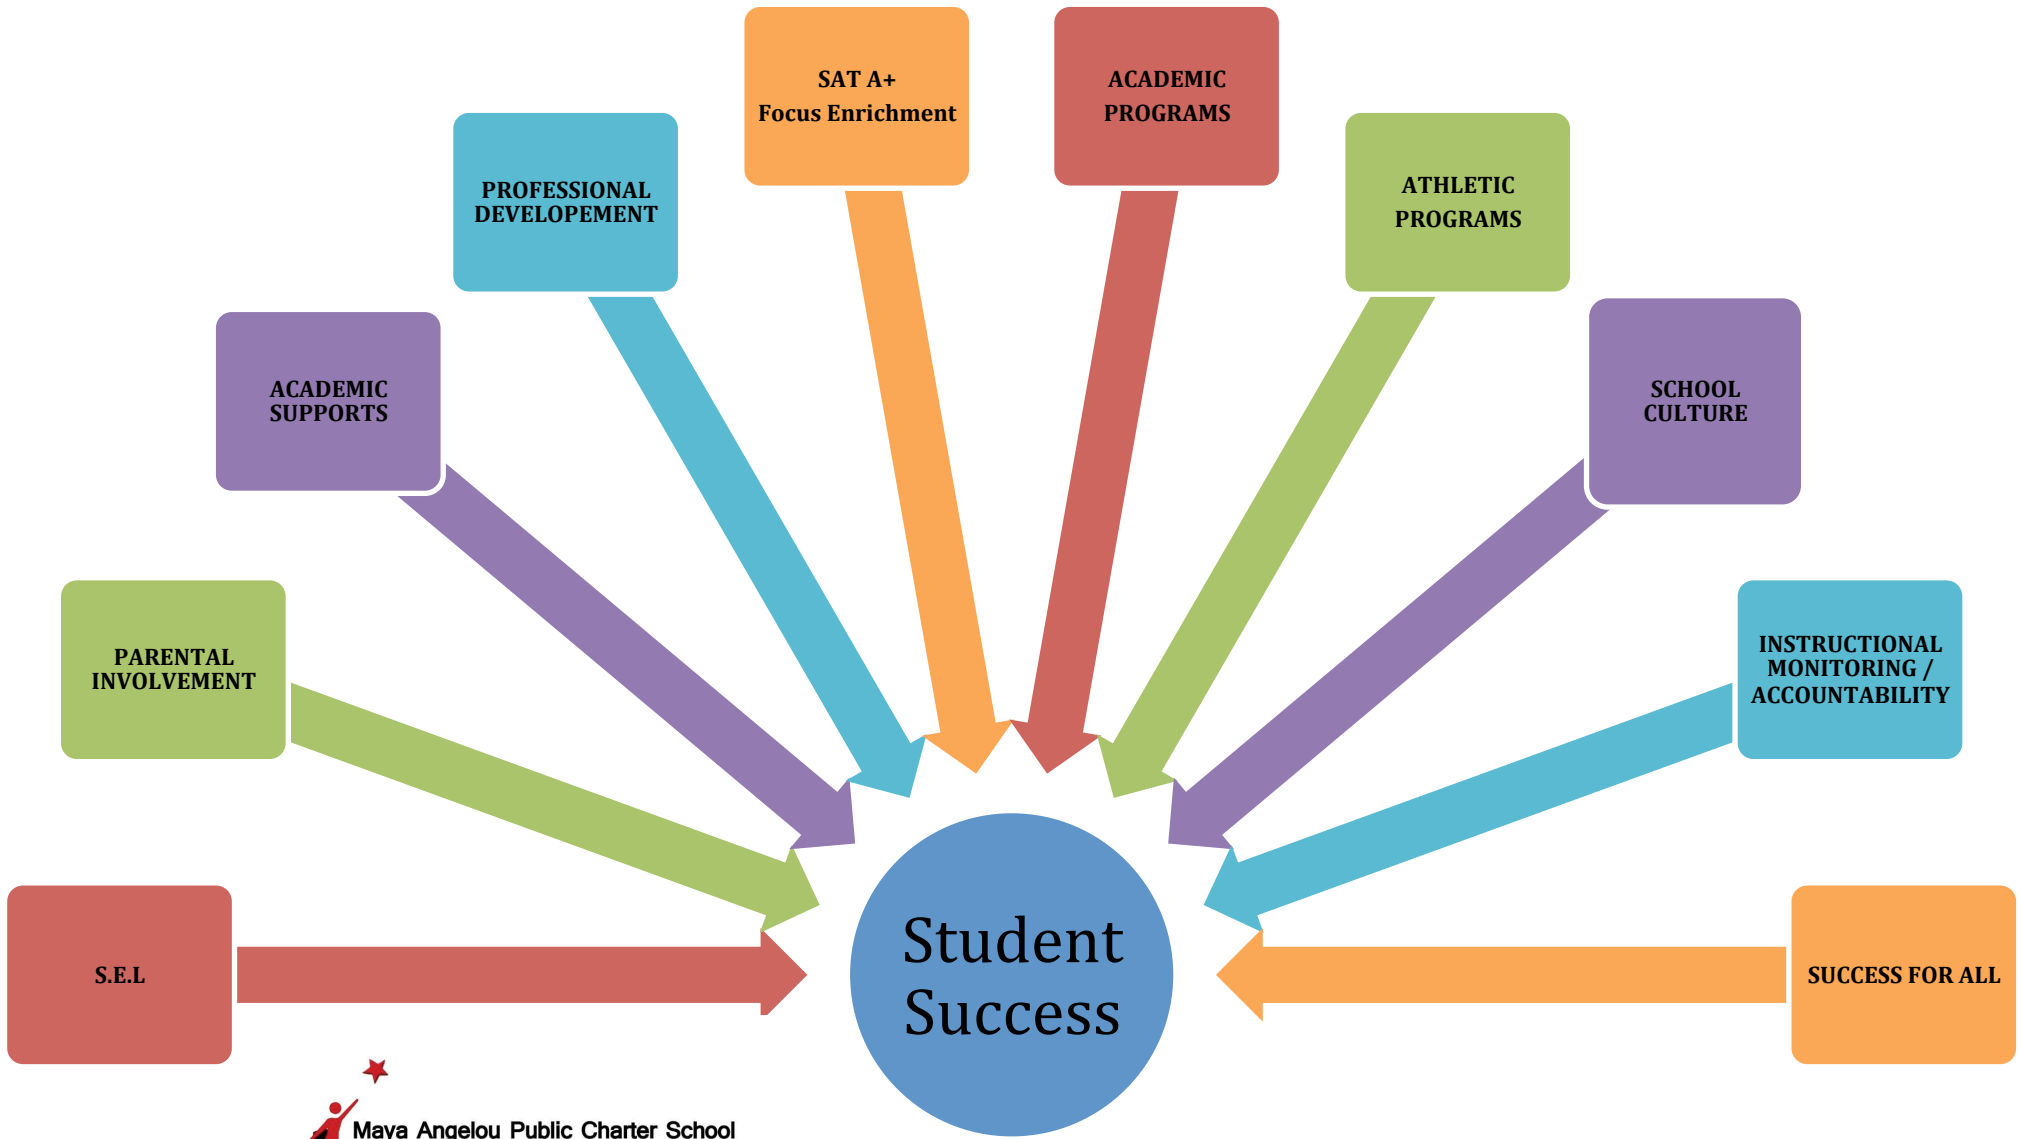 SAT A+
Focus Enrichment
ACADEMIC
PROGRAMS
PROFESSIONAL
DEVELOPEMENT
ATHLETIC
PROGRAMS
ACADEMIC
SUPPORTS
SCHOOL
CULTURE
PARENTAL
INVOLVEMENT
INSTRUCTIONAL
MONITORING /
ACCOUNTABILITY
S.E.L
SUCCESS FOR ALL
Student
Success
Maya Angelou Public Charter School